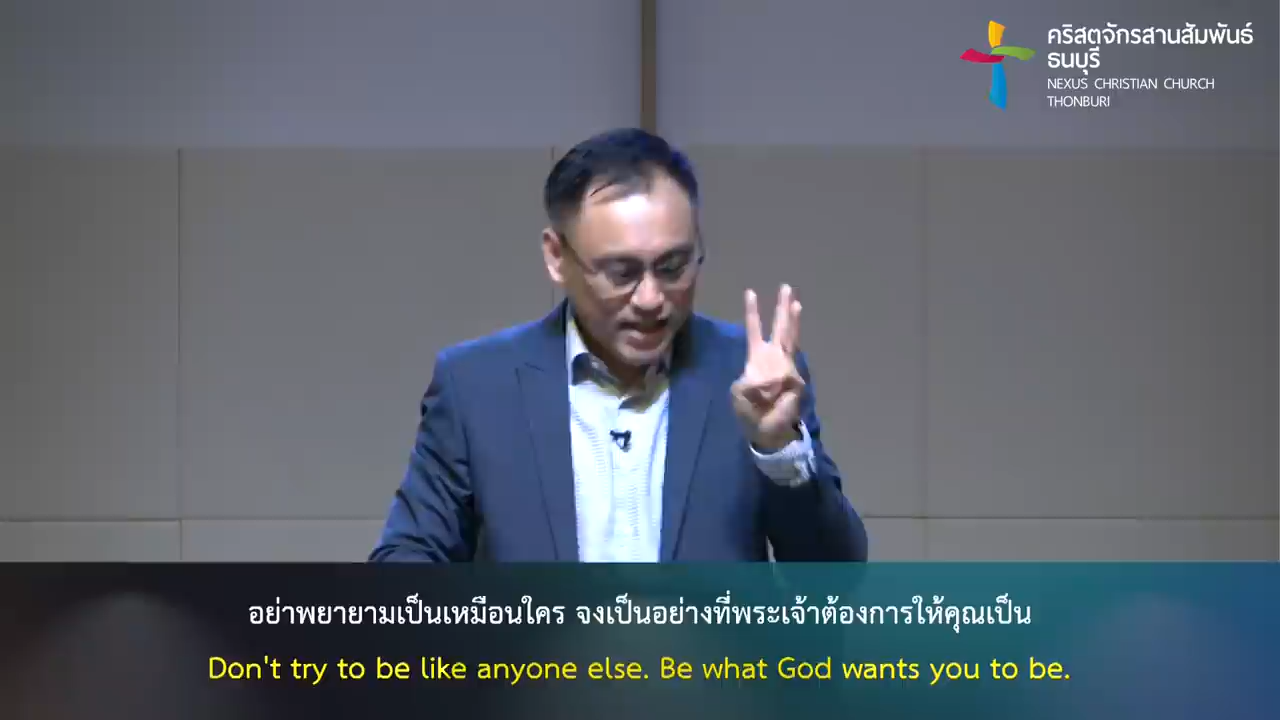 คริสตจักรสานสัมพันธ์
ธนบุรี
NEXUS CHRISTIAN CHURCH
THONBURI
อย่าพยายามเป็นเหมือนใคร จงเป็นอย่างที่พระเจ้าต้องการให้คุณเป็น
Don't try to be like anyone else. Be what God wants you to be.